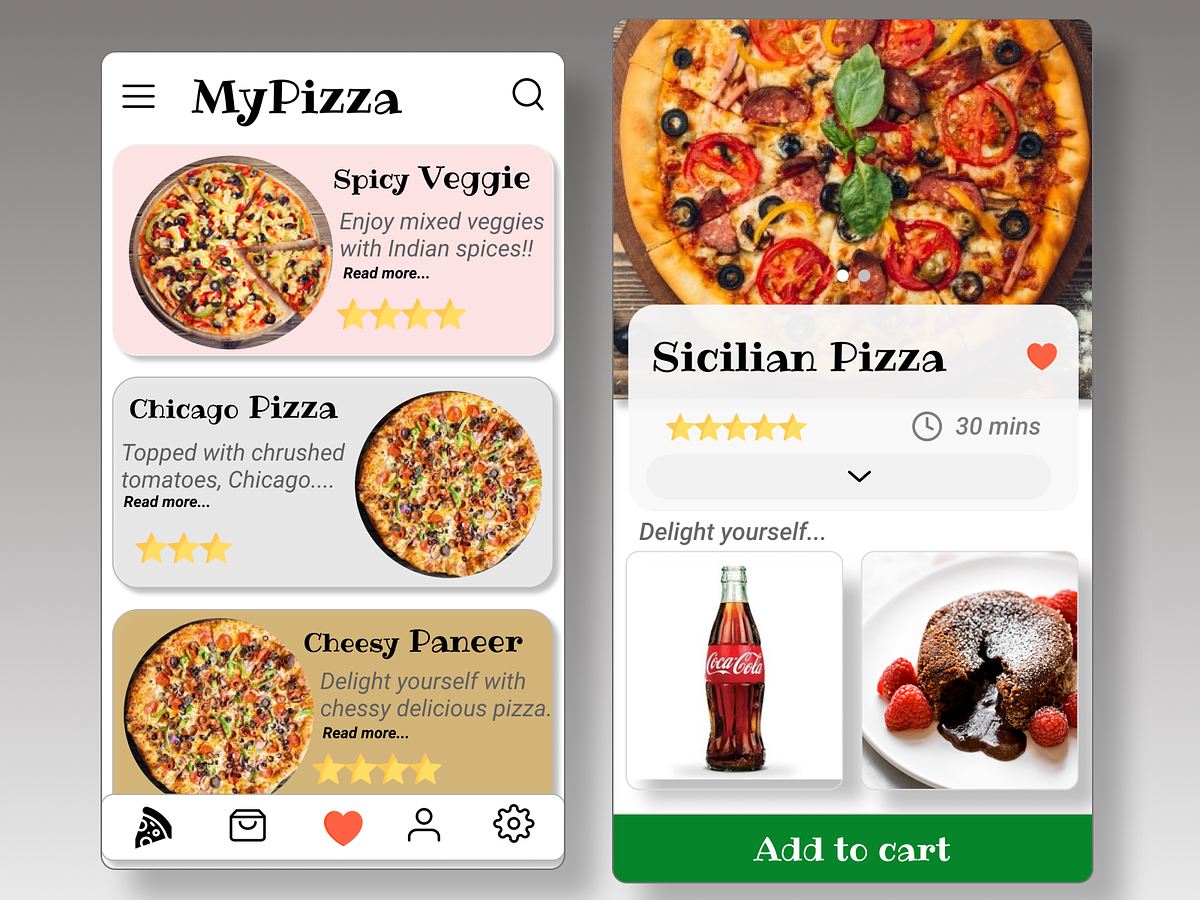 MyPizza
Spicy Veggie
Enjoy mixed veggies
with Indian spices!!
Read more...
Chicago Pizza
Topped with chrushed
tomatoes, Chicago....
Read more...
Cheesy Paneer
Delight yourself with
chessy delicious pizza.
Read more...
Sicilian Pizza
30 mins
Delight yourself...
Coca-Cola
Add to cart